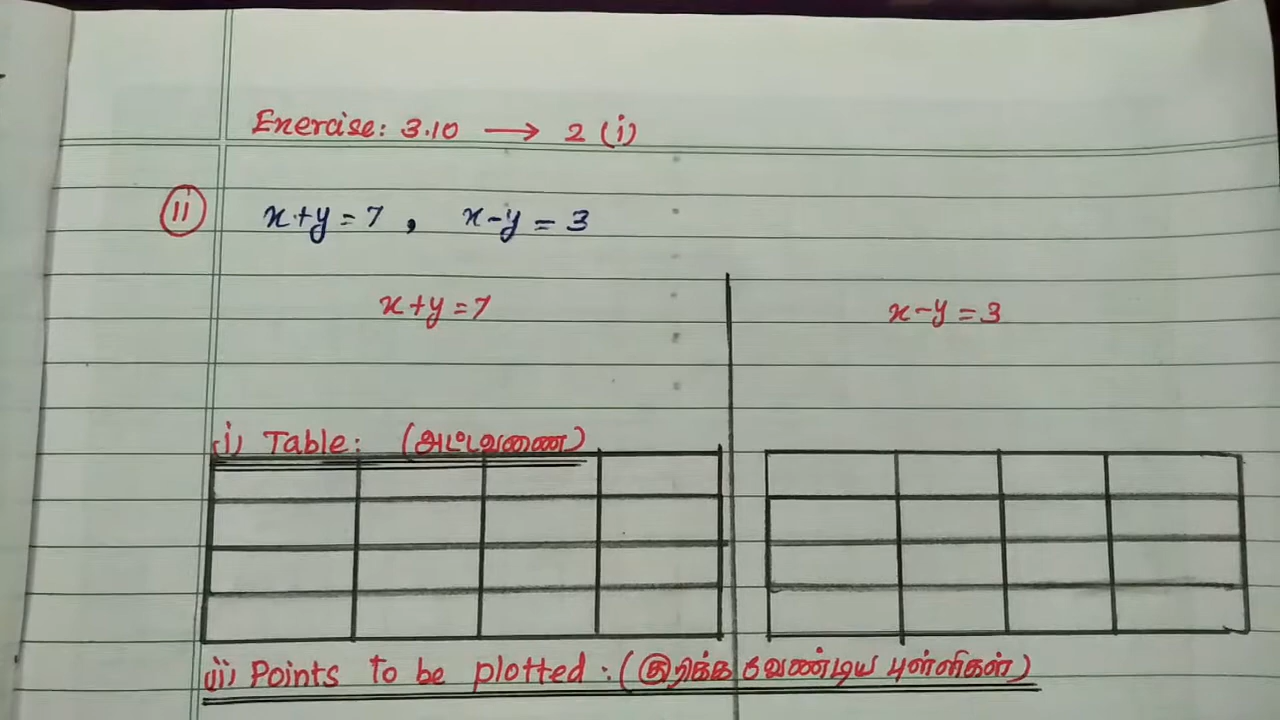 Exercise: 3.10 → 2 (i)
(ii) x+y=7, x-y=3
x+y=7
x-y=3
(i) Table: (அட்டவணை)
(ii) Points to be plotted: (குறிக்க வேண்டிய புள்ளிகள்)